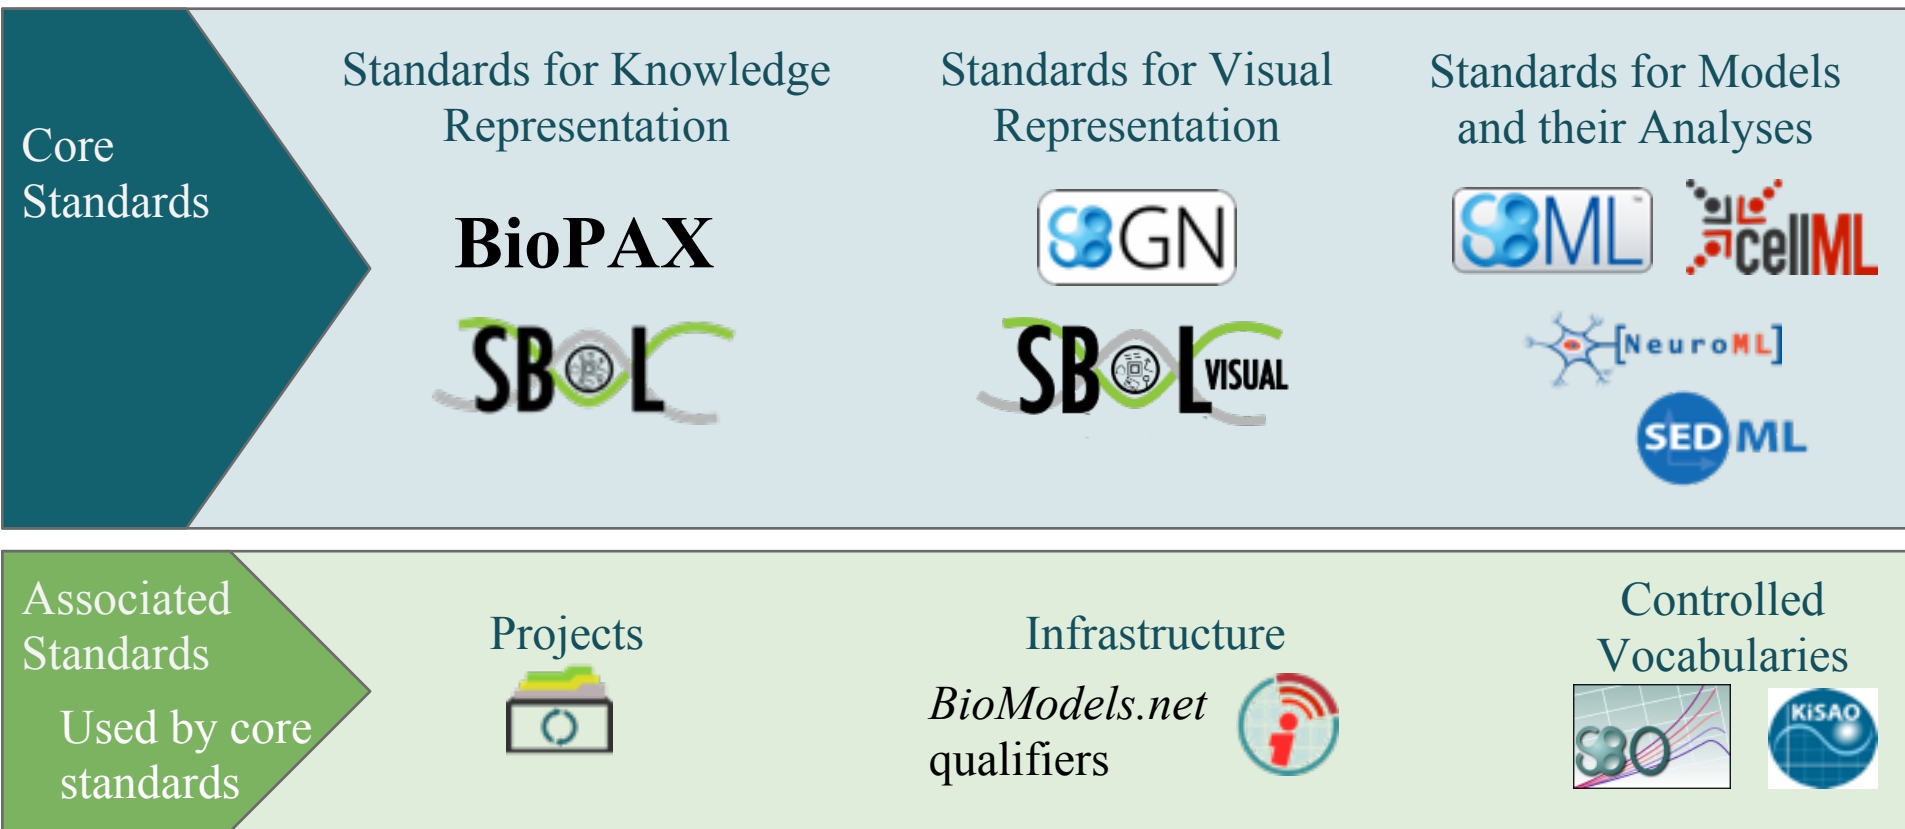 Core
Standards
Standards for Knowledge
Representation
BioPAX
SBOL
Standards for Visual
Representation
SBGN
SBOL VISUAL
Standards for Models
and their Analyses
SBML™
cellML
[NeuroML]
SED ML
Associated
Standards
Used by core
standards
Projects
Infrastructure
BioModels.net
qualifiers
Controlled
Vocabularies
SBO
KiSAO